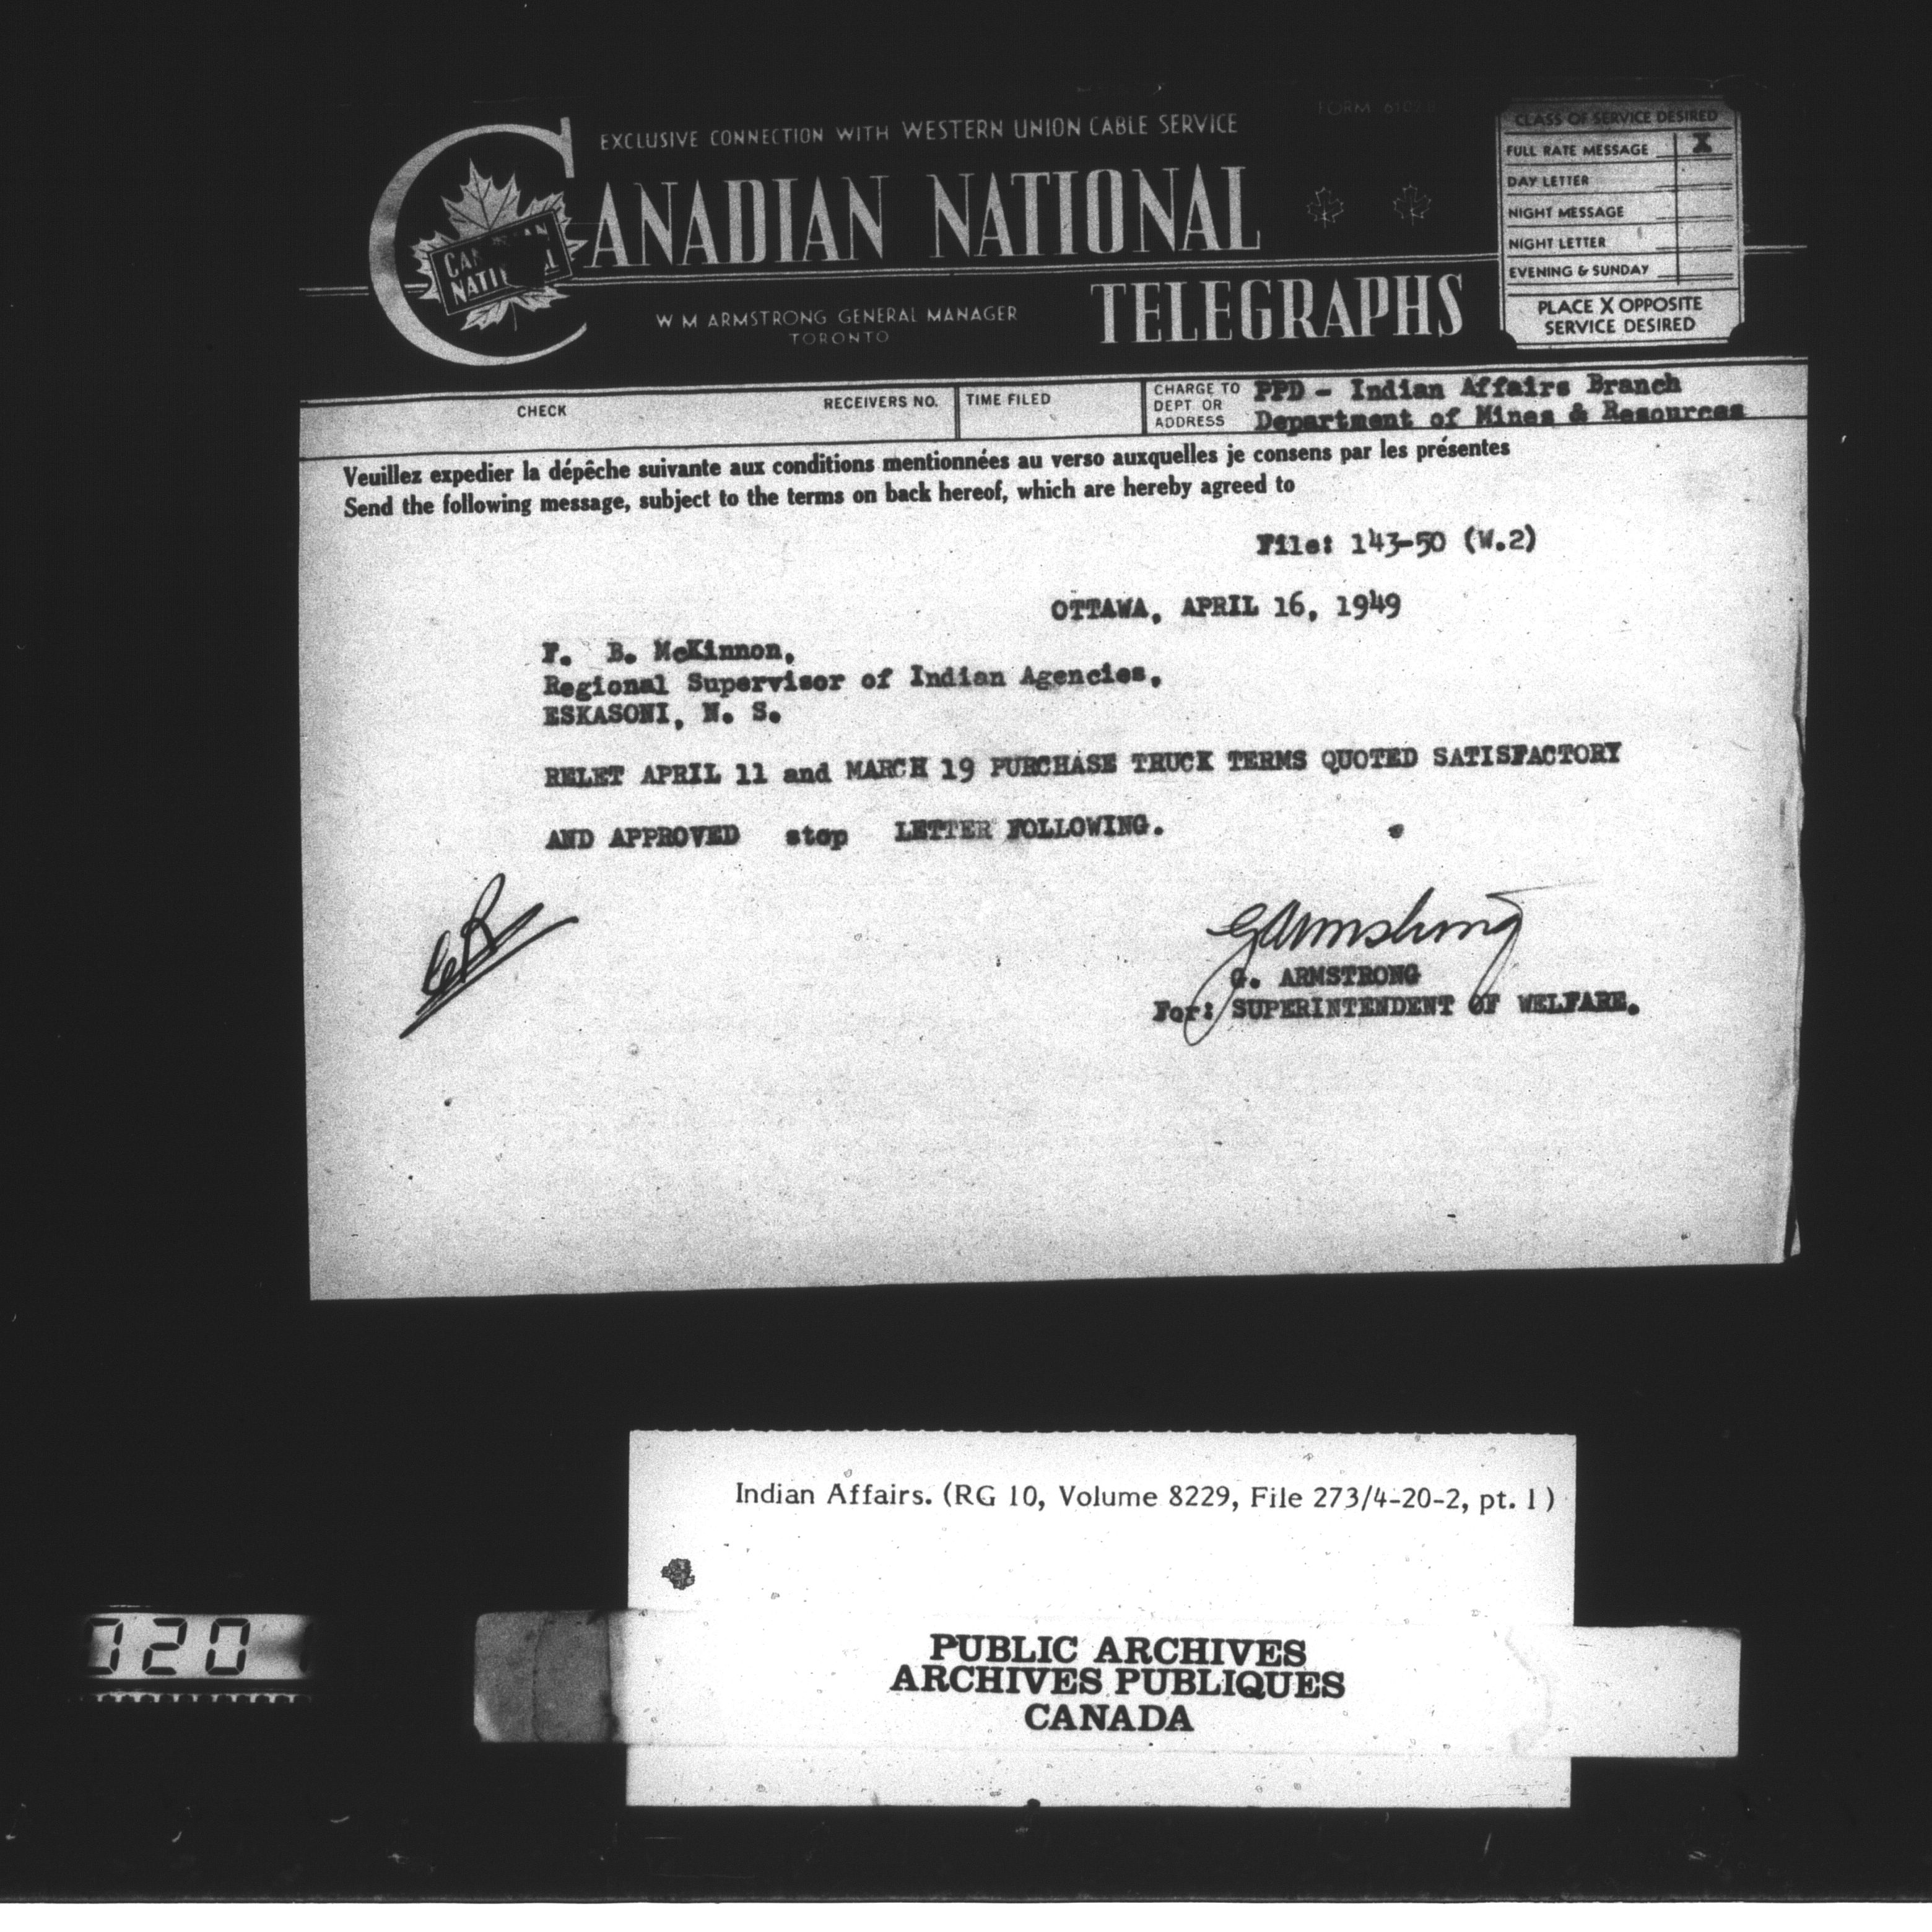 EXCLUSIVE CONNECTION WITH WESTERN UNION CABLE SERVICE
CANADIAN NATIONAL
TELEGRAPHS
W M ARMSTRONG GENERAL MANAGER
TORONTO
CLASS OF SERVICE DESIRED
FULL RATE MESSAGE X
DAY LETTER
NIGHT MESSAGE
NIGHT LETTER
EVENING & SUNDAY
PLACE X OPPOSITE
SERVICE DESIRED
CHECK
RECEIVERS NO.
TIME FILED
CHARGE TO
DEPT. OR
ADDRESS
PPD - Indian Affairs Branch
Department of Mines & Resources
Veuillez expedier la dépêche suivante aux conditions mentionnées au verso auxquelles je consens par les présentes
Send the following message, subject to the terms on back hereof, which are hereby agreed to
File: 143-50 (W.2)
OTTAWA, APRIL 16, 1949
F. B. McKinnon,
Regional Supervisor of Indian Agencies,
ESKASONI, N. S.
RELET APRIL 11 and MARCH 19 PURCHASE TRUCK TERMS QUOTED SATISFACTORY
AND APPROVED stop LETTER FOLLOWING.
GArmstrong
G. ARMSTRONG
For: SUPERINTENDENT OF WELFARE.
Indian Affairs. (RG 10, Volume 8229, File 273/4-20-2, pt. 1)
PUBLIC ARCHIVES
ARCHIVES PUBLIQUES
CANADA